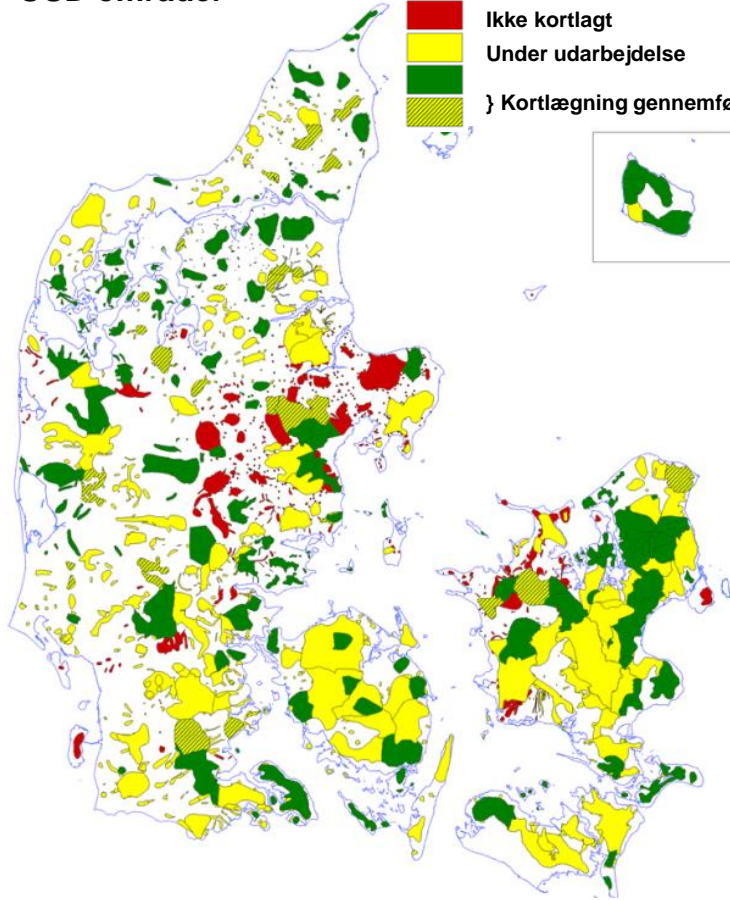 Ikke kortlagt
Under udarbejdelse
} Kortlægning gennemfø